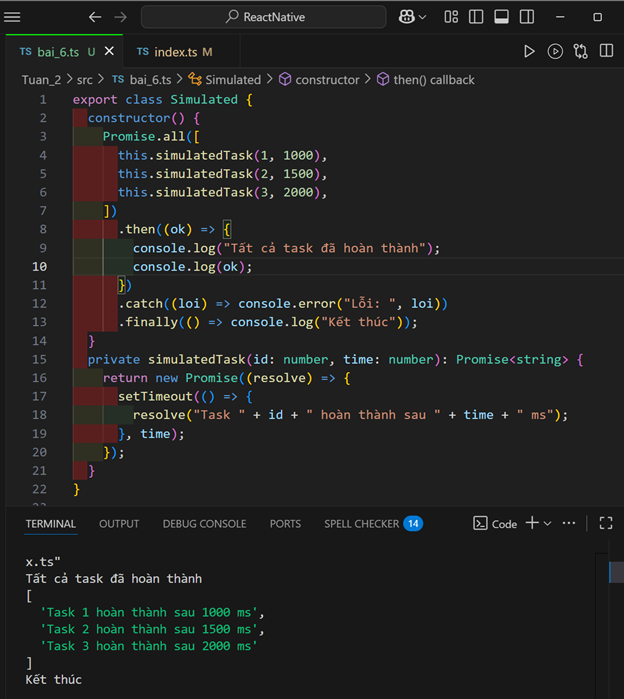 ReactNative
TS bai_6.ts U
TS index.ts M
Tuan_2 > src > TS bai_6.ts > Simulated > constructor > then() callback
1 export class Simulated {
2 constructor() {
3 Promise.all([
4 this.simulatedTask(1, 1000),
5 this.simulatedTask(2, 1500),
6 this.simulatedTask(3, 2000),
7 ])
8 .then((ok) => {
9 console.log("Tất cả task đã hoàn thành");
10 console.log(ok);
11 })
12 .catch((loi) => console.error("Lỗi: ", loi))
13 .finally(() => console.log("Kết thúc"));
14 }
15 private simulatedTask(id: number, time: number): Promise<string> {
16 return new Promise((resolve) => {
17 setTimeout(() => {
18 resolve("Task " + id + " hoàn thành sau " + time + " ms");
19 }, time);
20 });
21 }
22 }
TERMINAL OUTPUT DEBUG CONSOLE PORTS SPELL CHECKER 14 Code
x.ts"
Tất cả task đã hoàn thành
[
'Task 1 hoàn thành sau 1000 ms',
'Task 2 hoàn thành sau 1500 ms',
'Task 3 hoàn thành sau 2000 ms'
]
Kết thúc